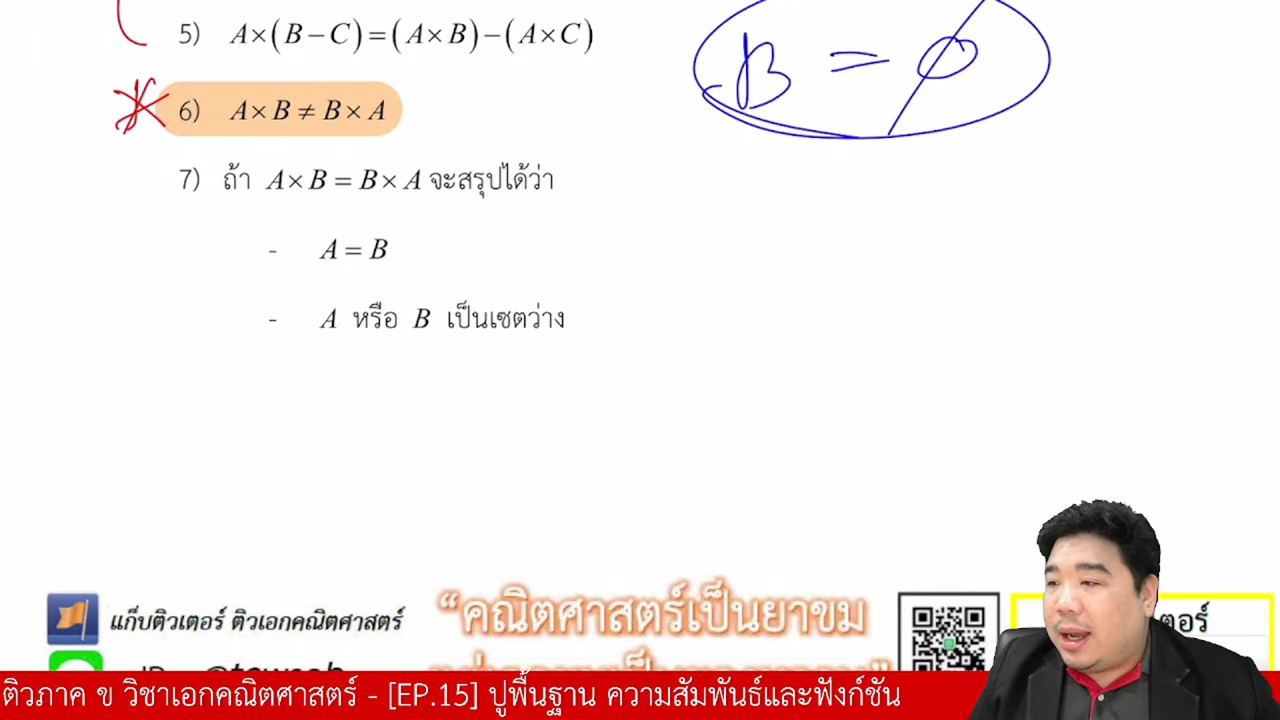 5) A×(B−C)=(A×B)−(A×C)
B = ∅
6) A×B ≠ B×A
7) ถ้า A×B = B×A จะสรุปได้ว่า
- A = B
- A หรือ B เป็นเซตว่าง
แก็บติวเตอร์ ติวเอกคณิตศาสตร์
“คณิตศาสตร์เป็นยาขม
ติวภาค ข วิชาเอกคณิตศาสตร์ - [EP.15] ปูพื้นฐาน ความสัมพันธ์และฟังก์ชัน